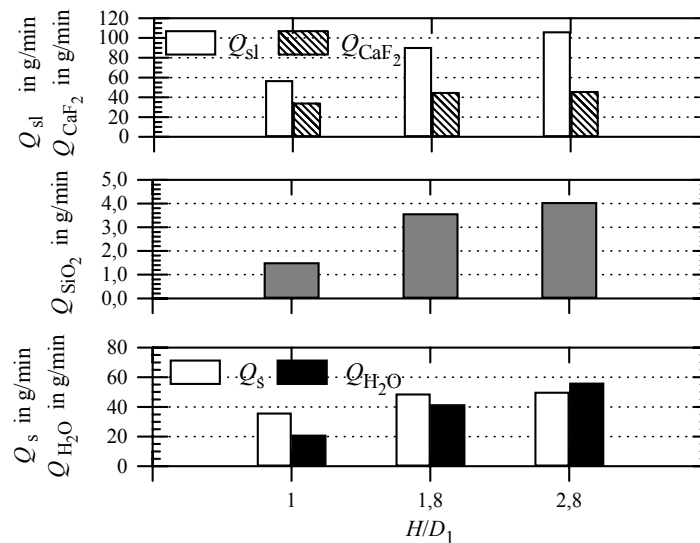 Q_sl in g/min
Q_CaF₂ in g/min
120
100
80
60
40
20
0
Q_sl
Q_CaF₂
Q_SiO₂ in g/min
5,0
4,0
3,0
2,0
1,0
0,0
Q_s in g/min
Q_H₂O in g/min
80
60
40
20
0
Q_s
Q_H₂O
1
1,8
2,8
H/D₁